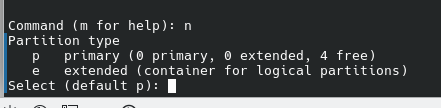 Command (m for help): n
Partition type
   p   primary (0 primary, 0 extended, 4 free)
   e   extended (container for logical partitions)
Select (default p):